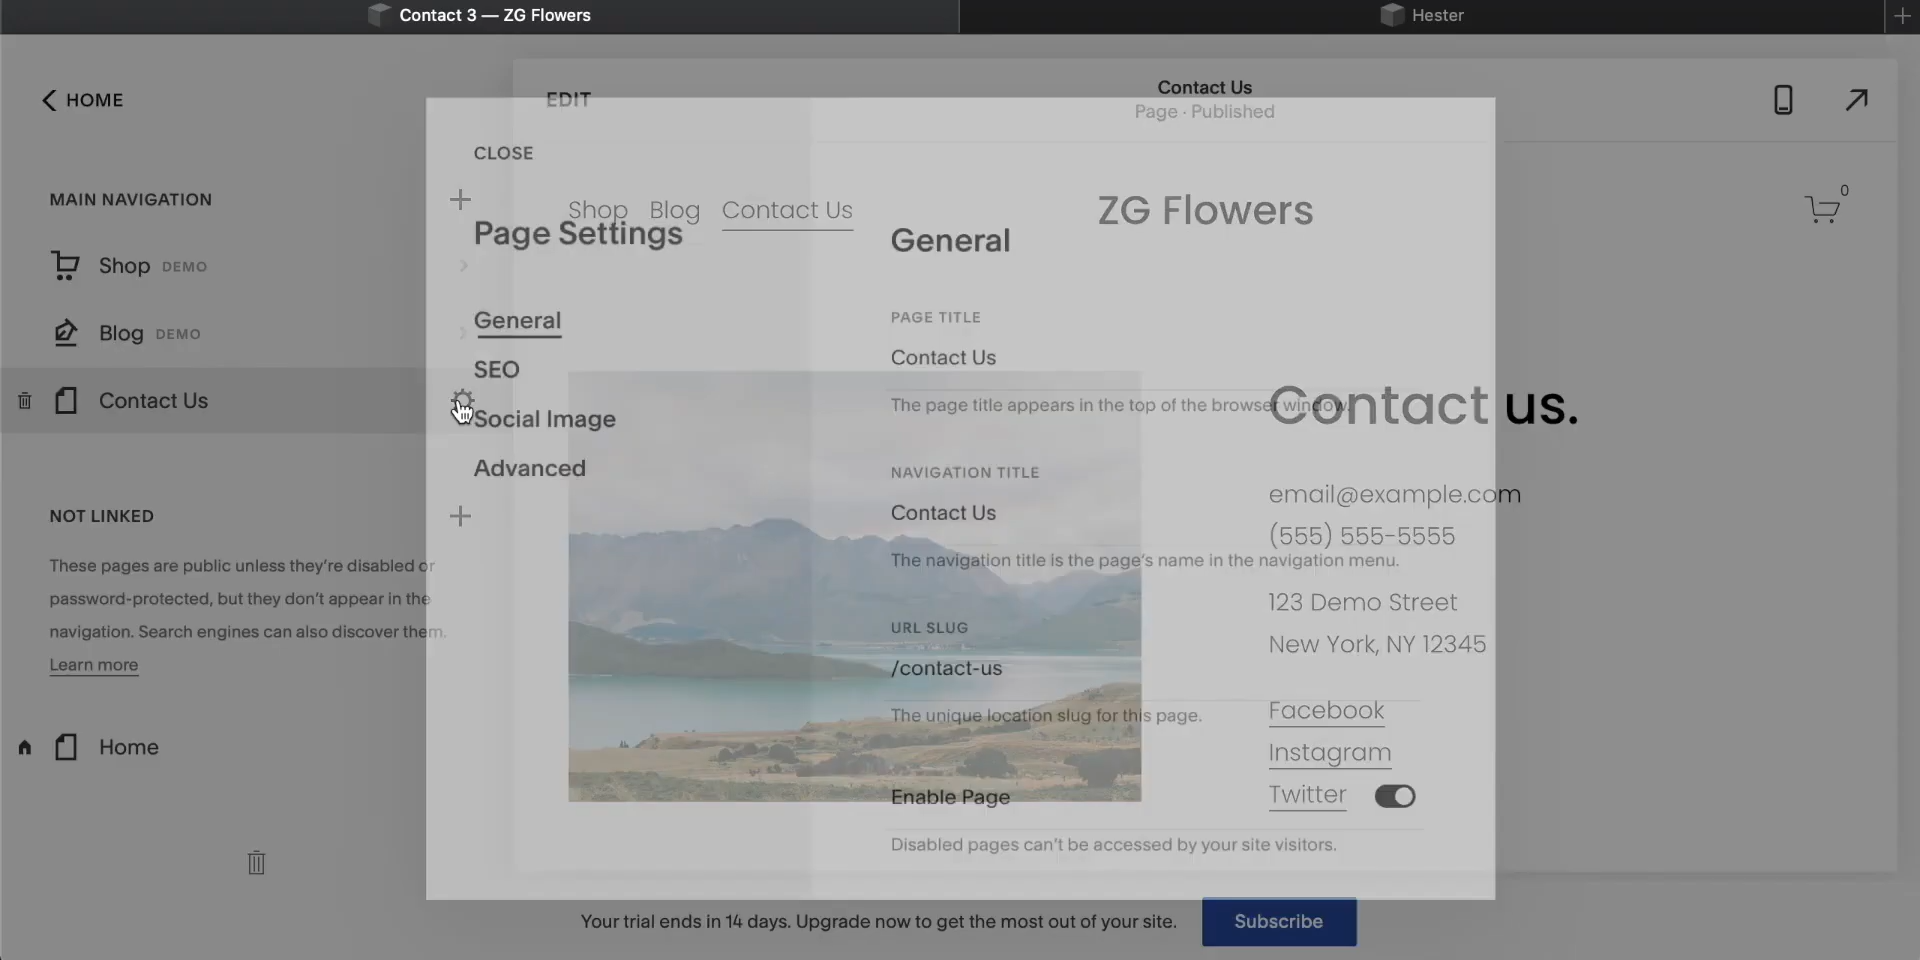 Contact 3 — ZG Flowers
Hester
HOME
MAIN NAVIGATION
Shop DEMO
Blog DEMO
Contact Us
NOT LINKED
These pages are public unless they're disabled or
password-protected, but they don't appear in the
navigation. Search engines can also discover them.
Learn more
Home
EDIT
Contact Us
Page · Published
Shop Blog Contact Us
ZG Flowers
0
CLOSE
Page Settings
General
SEO
Social Image
Advanced
General
PAGE TITLE
Contact Us
The page title appears in the top of the browser window.
NAVIGATION TITLE
Contact Us
The navigation title is the page's name in the navigation menu.
URL SLUG
/contact-us
The unique location slug for this page.
Enable Page
Disabled pages can't be accessed by your site visitors.
Contact us.
email@example.com
(555) 555-5555
123 Demo Street
New York, NY 12345
Facebook
Instagram
Twitter
Your trial ends in 14 days. Upgrade now to get the most out of your site.
Subscribe